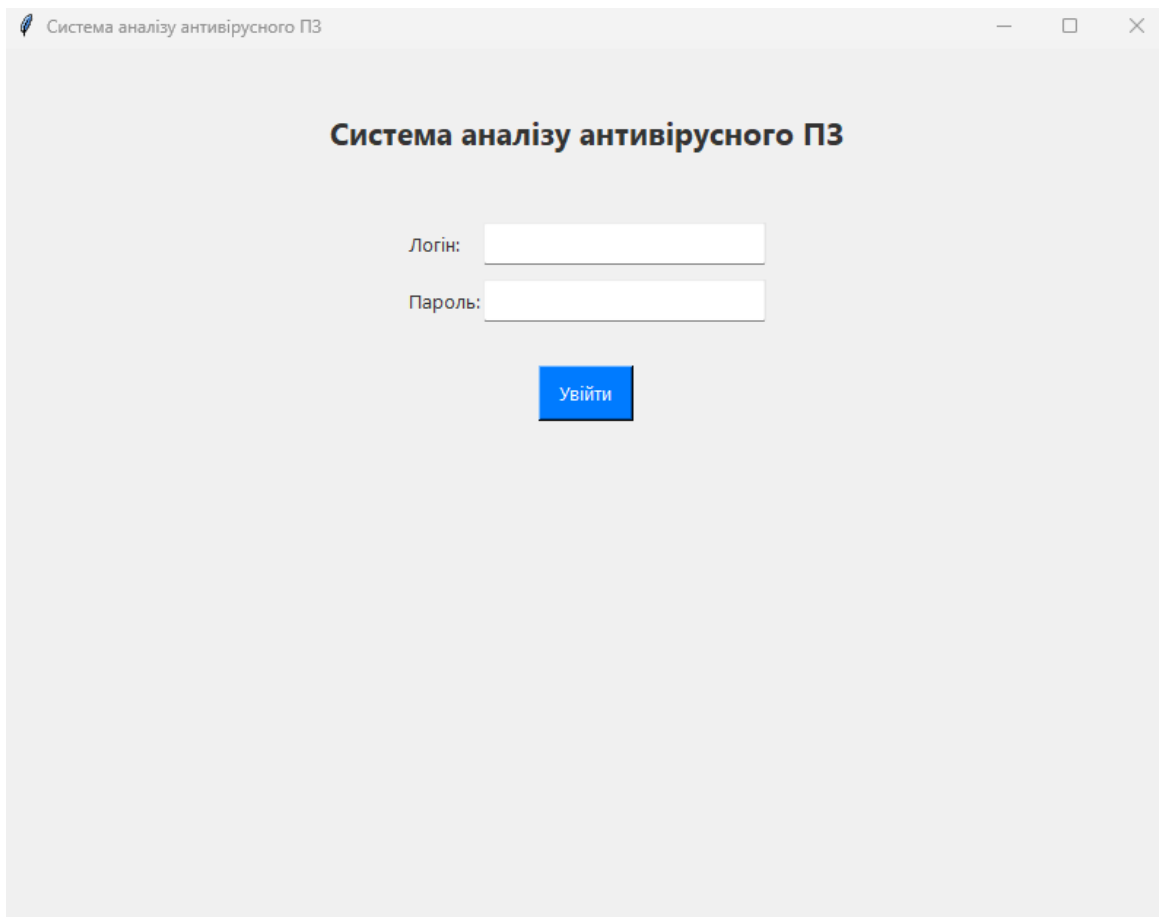 Система аналізу антивірусного ПЗ
Система аналізу антивірусного ПЗ
Логін:
Пароль:
Увійти